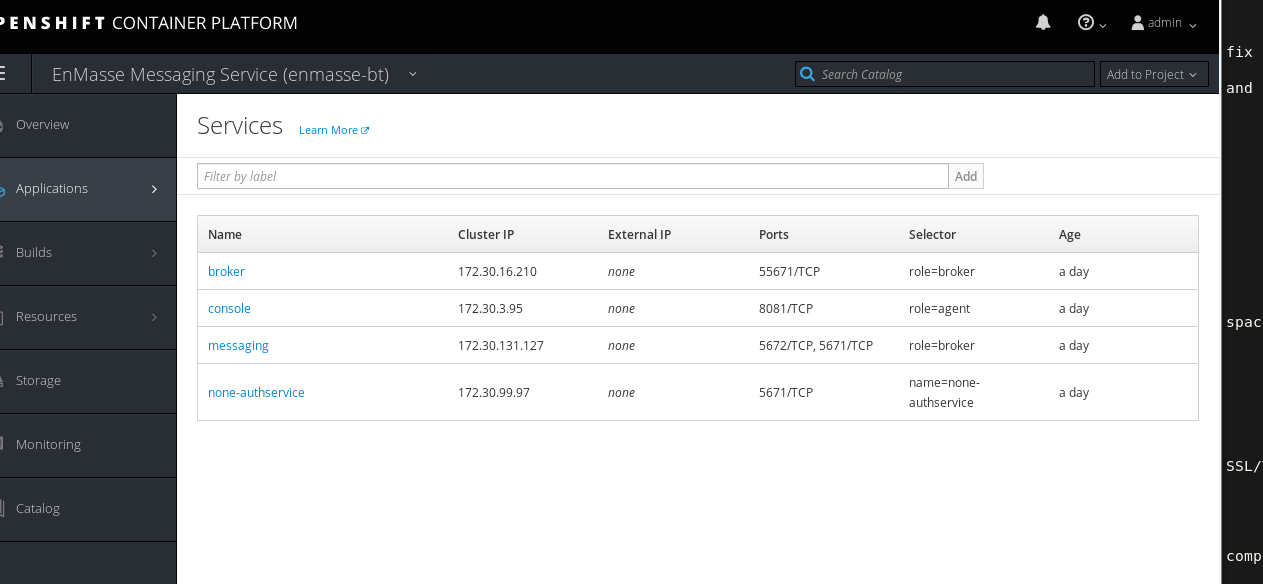 PENSHIFT CONTAINER PLATFORM
admin
EnMasse Messaging Service (enmasse-bt)
Search Catalog
Add to Project
Overview
Applications
Builds
Resources
Storage
Monitoring
Catalog
Services Learn More
Filter by label
Add
Name Cluster IP External IP Ports Selector Age
broker 172.30.16.210 none 55671/TCP role=broker a day
console 172.30.3.95 none 8081/TCP role=agent a day
messaging 172.30.131.127 none 5672/TCP, 5671/TCP role=broker a day
none-authservice 172.30.99.97 none 5671/TCP name=none- a day
authservice
fix
and
spac
SSL/
comp